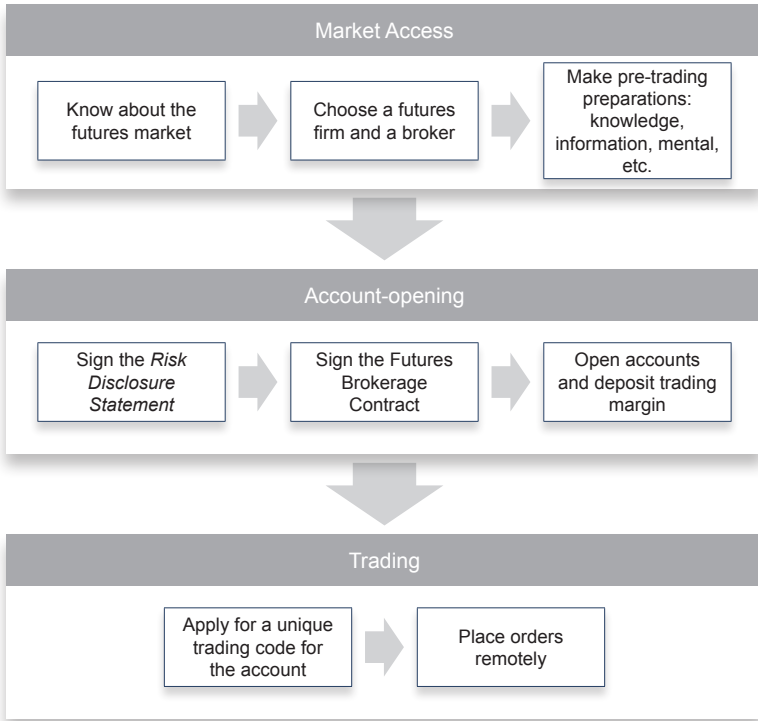 Market Access
Know about the
futures market
Choose a futures
firm and a broker
Make pre-trading
preparations:
knowledge,
information, mental,
etc.
Account-opening
Sign the Risk
Disclosure
Statement
Sign the Futures
Brokerage
Contract
Open accounts
and deposit trading
margin
Trading
Apply for a unique
trading code for
the account
Place orders
remotely